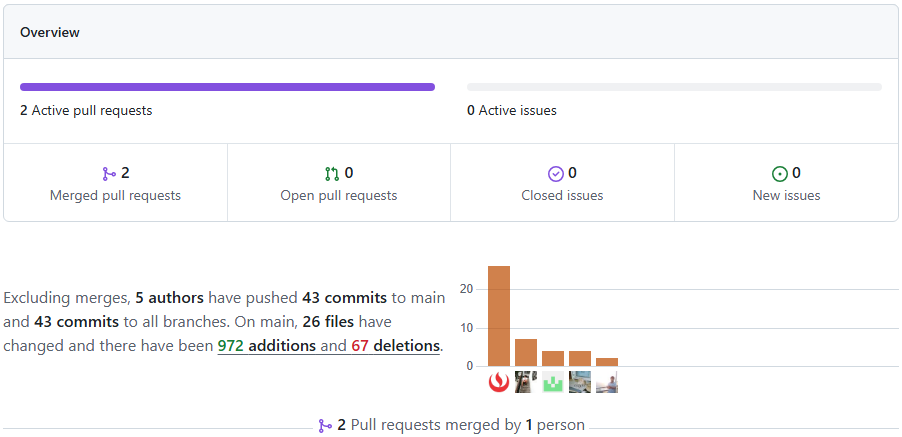 Overview
2 Active pull requests
0 Active issues
2
Merged pull requests
0
Open pull requests
0
Closed issues
0
New issues
Excluding merges, 5 authors have pushed 43 commits to main
and 43 commits to all branches. On main, 26 files have
changed and there have been 972 additions and 67 deletions.
20
10
0
2 Pull requests merged by 1 person